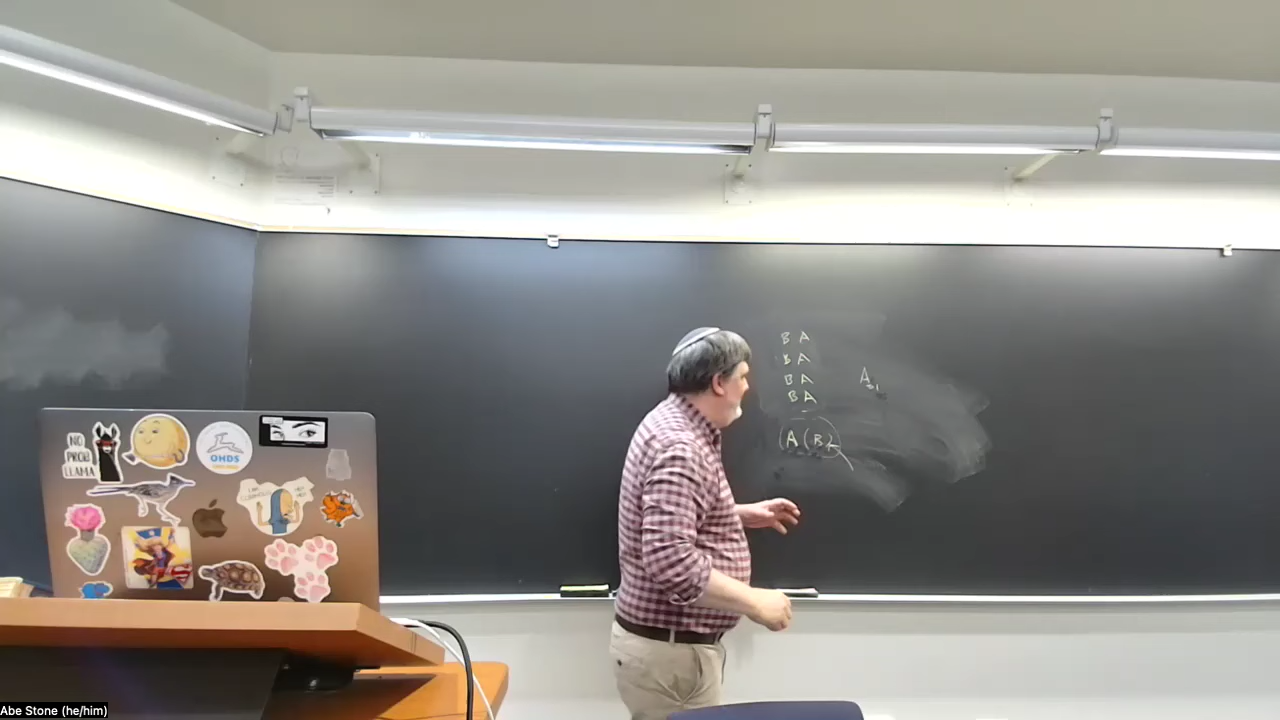 B A
B A
B A
B A
A
A B
NO
PROB
LLAMA
OHDS
Abe Stone (he/him)